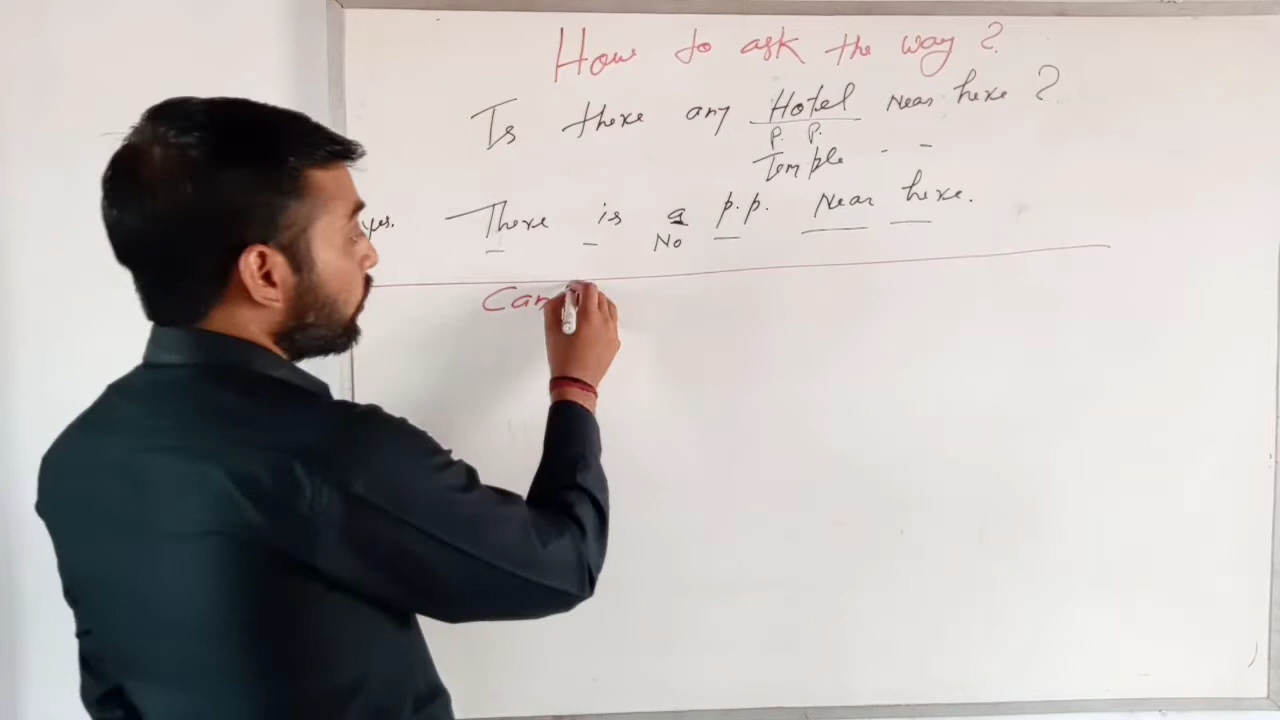 How to ask the way?
Is there any Hotel Near here?
P. P.
Temple - -
yes. There is a p.p. Near here.
No
Can